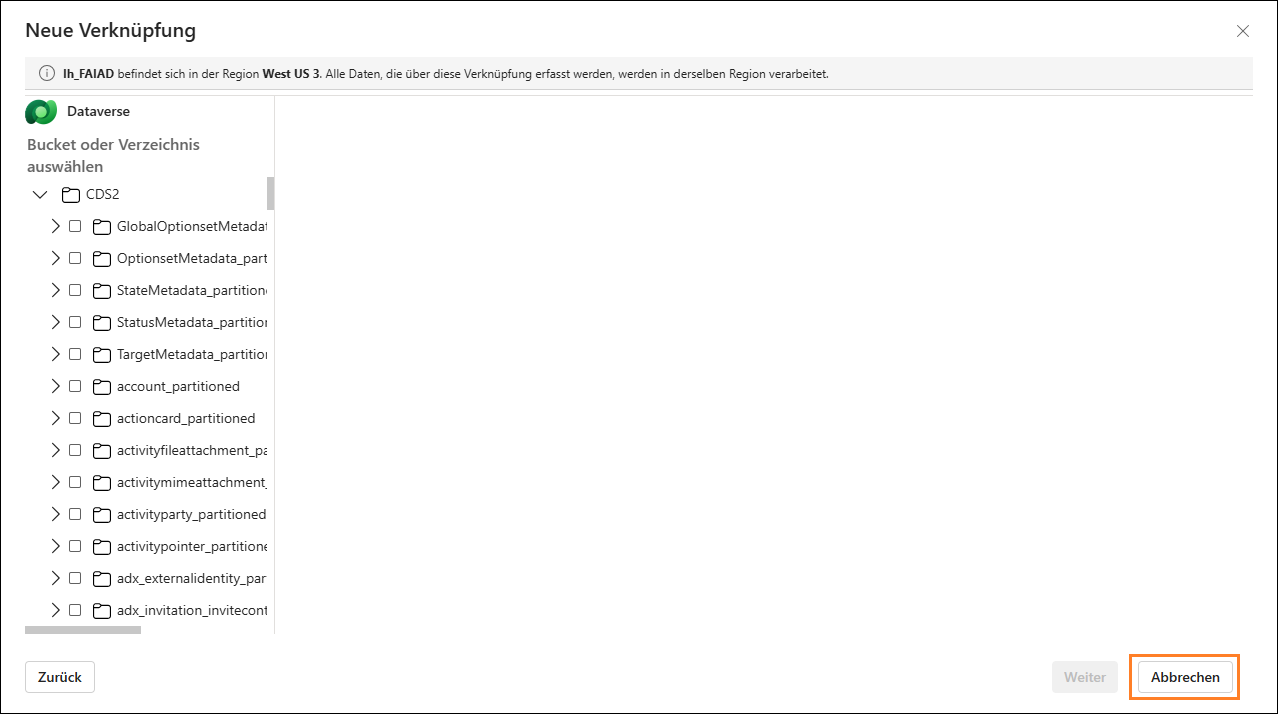 Neue Verknüpfung
lh_FAIAD befindet sich in der Region West US 3. Alle Daten, die über diese Verknüpfung erfasst werden, werden in derselben Region verarbeitet.
Dataverse
Bucket oder Verzeichnis
auswählen
CDS2
GlobalOptionsetMetadat
OptionsetMetadata_part
StateMetadata_partition
StatusMetadata_partition
TargetMetadata_partition
account_partitioned
actioncard_partitioned
activityfileattachment_pa
activitymimeattachment_
activityparty_partitioned
activitypointer_partitione
adx_externalidentity_par
adx_invitation_invitecont
Zurück
Weiter
Abbrechen